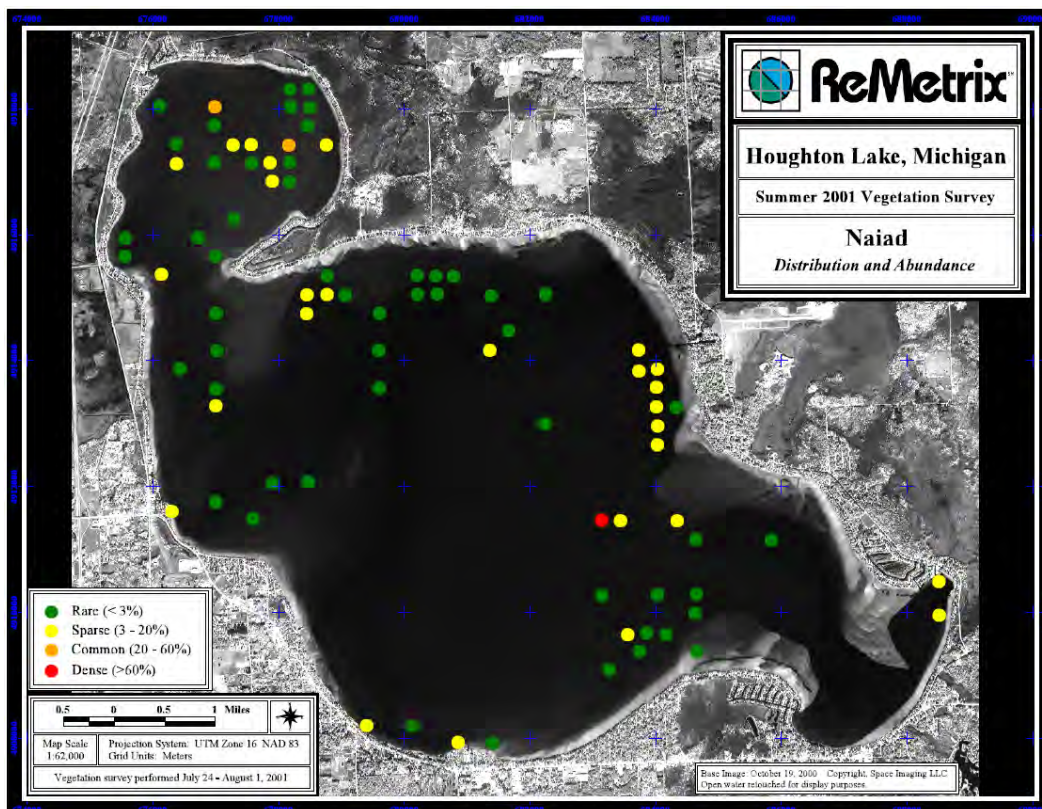 ReMetrix
Houghton Lake, Michigan
Summer 2001 Vegetation Survey
Naiad
Distribution and Abundance
Rare (< 3%)
Sparse (3 - 20%)
Common (20 - 60%)
Dense (>60%)
0.5 0 0.5 1 Miles
Map Scale
1:62,000
Projection System: UTM Zone 16 NAD 83
Grid Units: Meters
Vegetation survey performed July 24 - August 1, 2001
Base Image: October 19, 2000 Copyright, Space Imaging LLC
Open water retouched for display purposes.